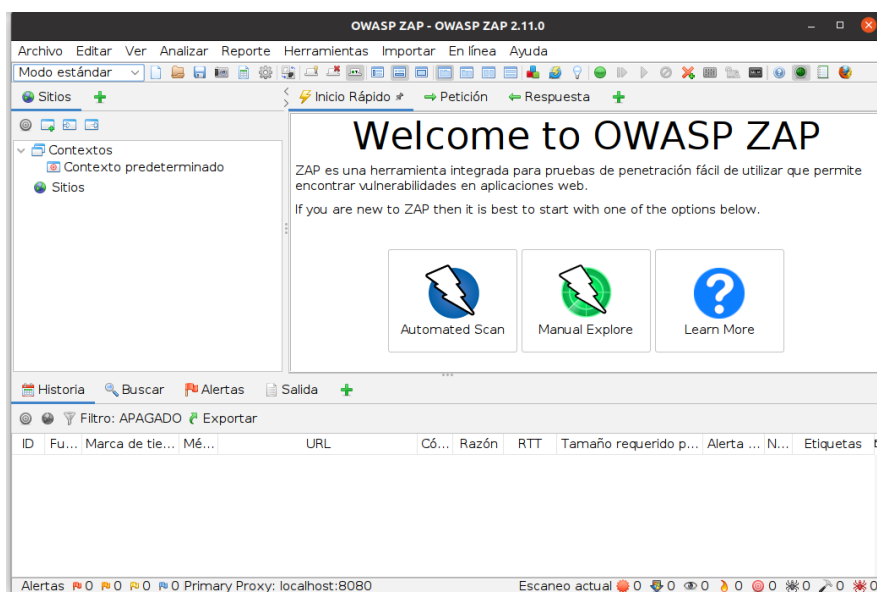 OWASP ZAP - OWASP ZAP 2.11.0
Archivo Editar Ver Analizar Reporte Herramientas Importar En línea Ayuda
Modo estándar
Sitios
Inicio Rápido
Petición
Respuesta
Contextos
Contexto predeterminado
Sitios
Welcome to OWASP ZAP
ZAP es una herramienta integrada para pruebas de penetración fácil de utilizar que permite
encontrar vulnerabilidades en aplicaciones web.
If you are new to ZAP then it is best to start with one of the options below.
Automated Scan
Manual Explore
Learn More
Historia
Buscar
Alertas
Salida
Filtro: APAGADO Exportar
ID Fu... Marca de tie... Mé... URL Có... Razón RTT Tamaño requerido p... Alerta ... N... Etiquetas
Alertas 0 0 0 0 Primary Proxy: localhost:8080 Escaneo actual 0 0 0 0 0 0 0 0